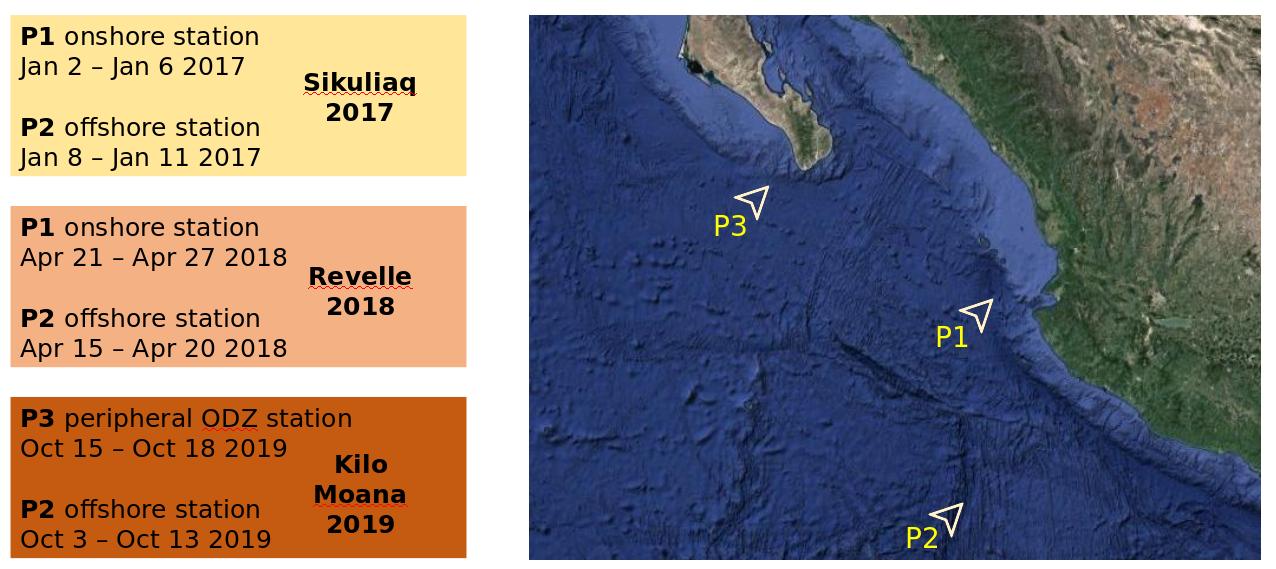 P1 onshore station
Jan 2 – Jan 6 2017
P2 offshore station
Jan 8 – Jan 11 2017
Sikuliaq
2017
P1 onshore station
Apr 21 – Apr 27 2018
P2 offshore station
Apr 15 – Apr 20 2018
Revelle
2018
P3 peripheral ODZ station
Oct 15 – Oct 18 2019
P2 offshore station
Oct 3 – Oct 13 2019
Kilo
Moana
2019
P3
P1
P2